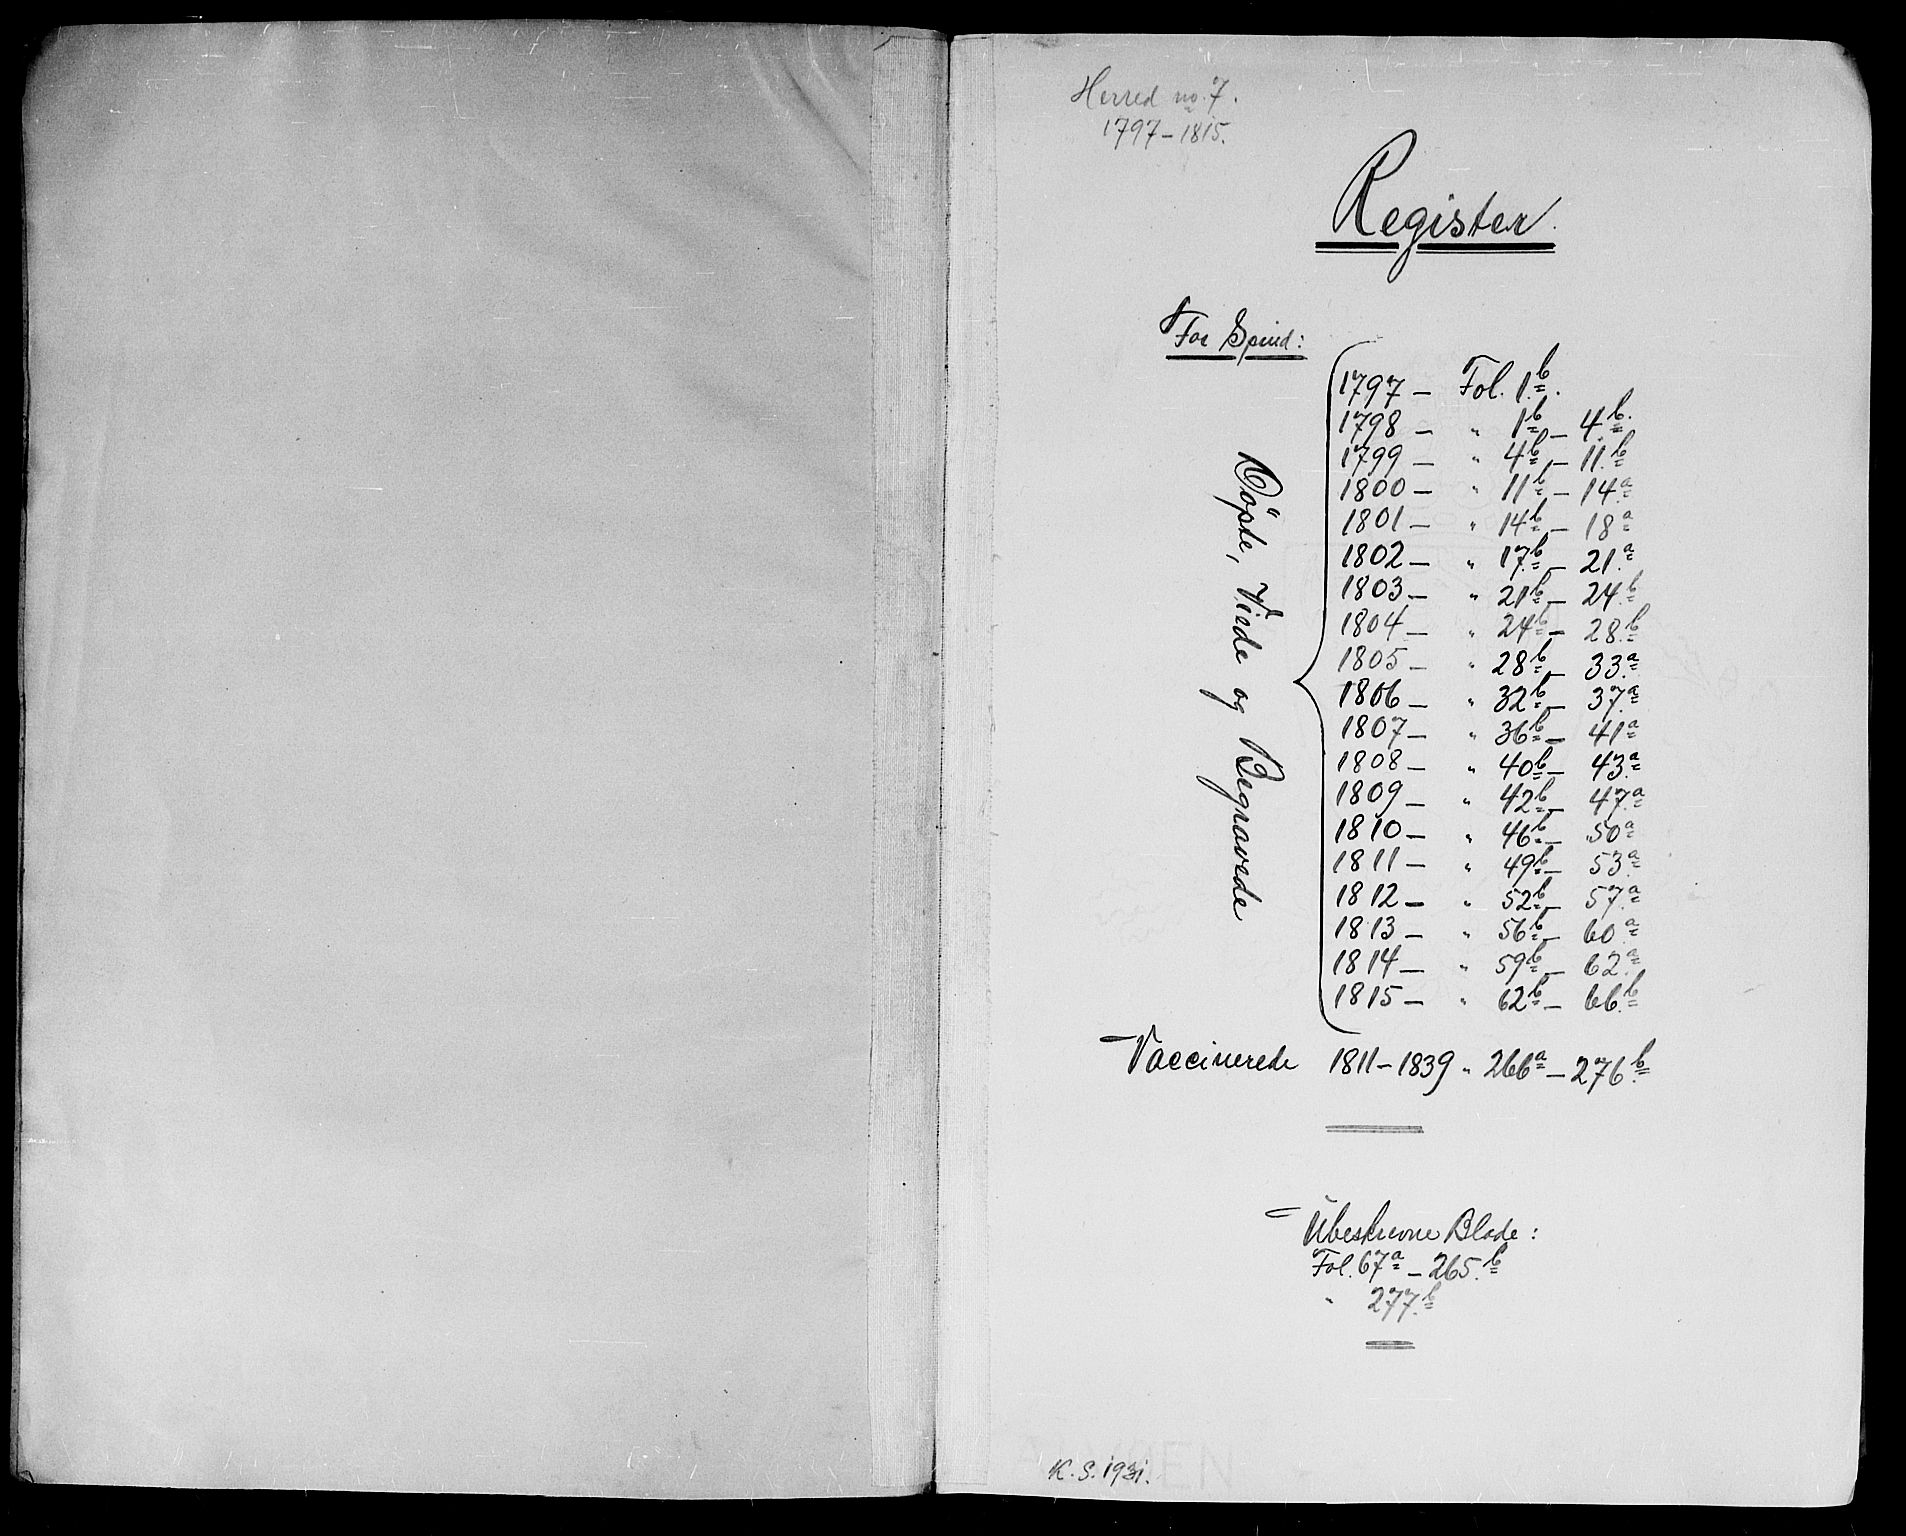 Herred no. 7.
1797 – 1815.
Register.
For Spind:
Döpte, Viede og Begravede
1797 – Fol. 1b.
1798 – " 1b – 4b.
1799 – " 4b – 11b
1800 – " 11b – 14a
1801 – " 14b – 18a
1802 – " 17b – 21a
1803 – " 21b – 24b
1804 – " 24b – 28b
1805 – " 28b – 33a
1806 – " 32b – 37a
1807 – " 36b – 41a
1808 – " 40b – 43a
1809 – " 42b – 47a
1810 – " 46b – 50a
1811 – " 49b – 53a
1812 – " 52b – 57a
1813 – " 56b – 60a
1814 – " 59b – 62a
1815 – " 62b – 66b
Vaccinerede 1811 – 1839 " 266a – 276b
Ubeskrevne Blade:
Fol. 67a – 265b
" 277b
K. S. 1931.